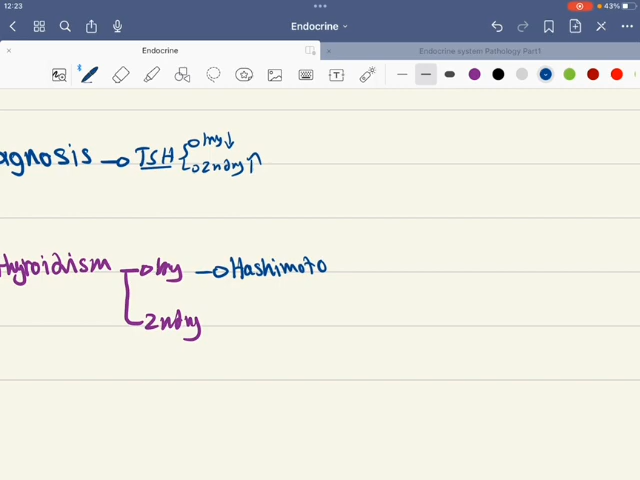 12:23
43%
Endocrine
Endocrine
Endocrine system Pathology Part1
agnosis TSH 1ry ↓
2ndry ↑
thyroidism 1ry Hashimoto
2ndry